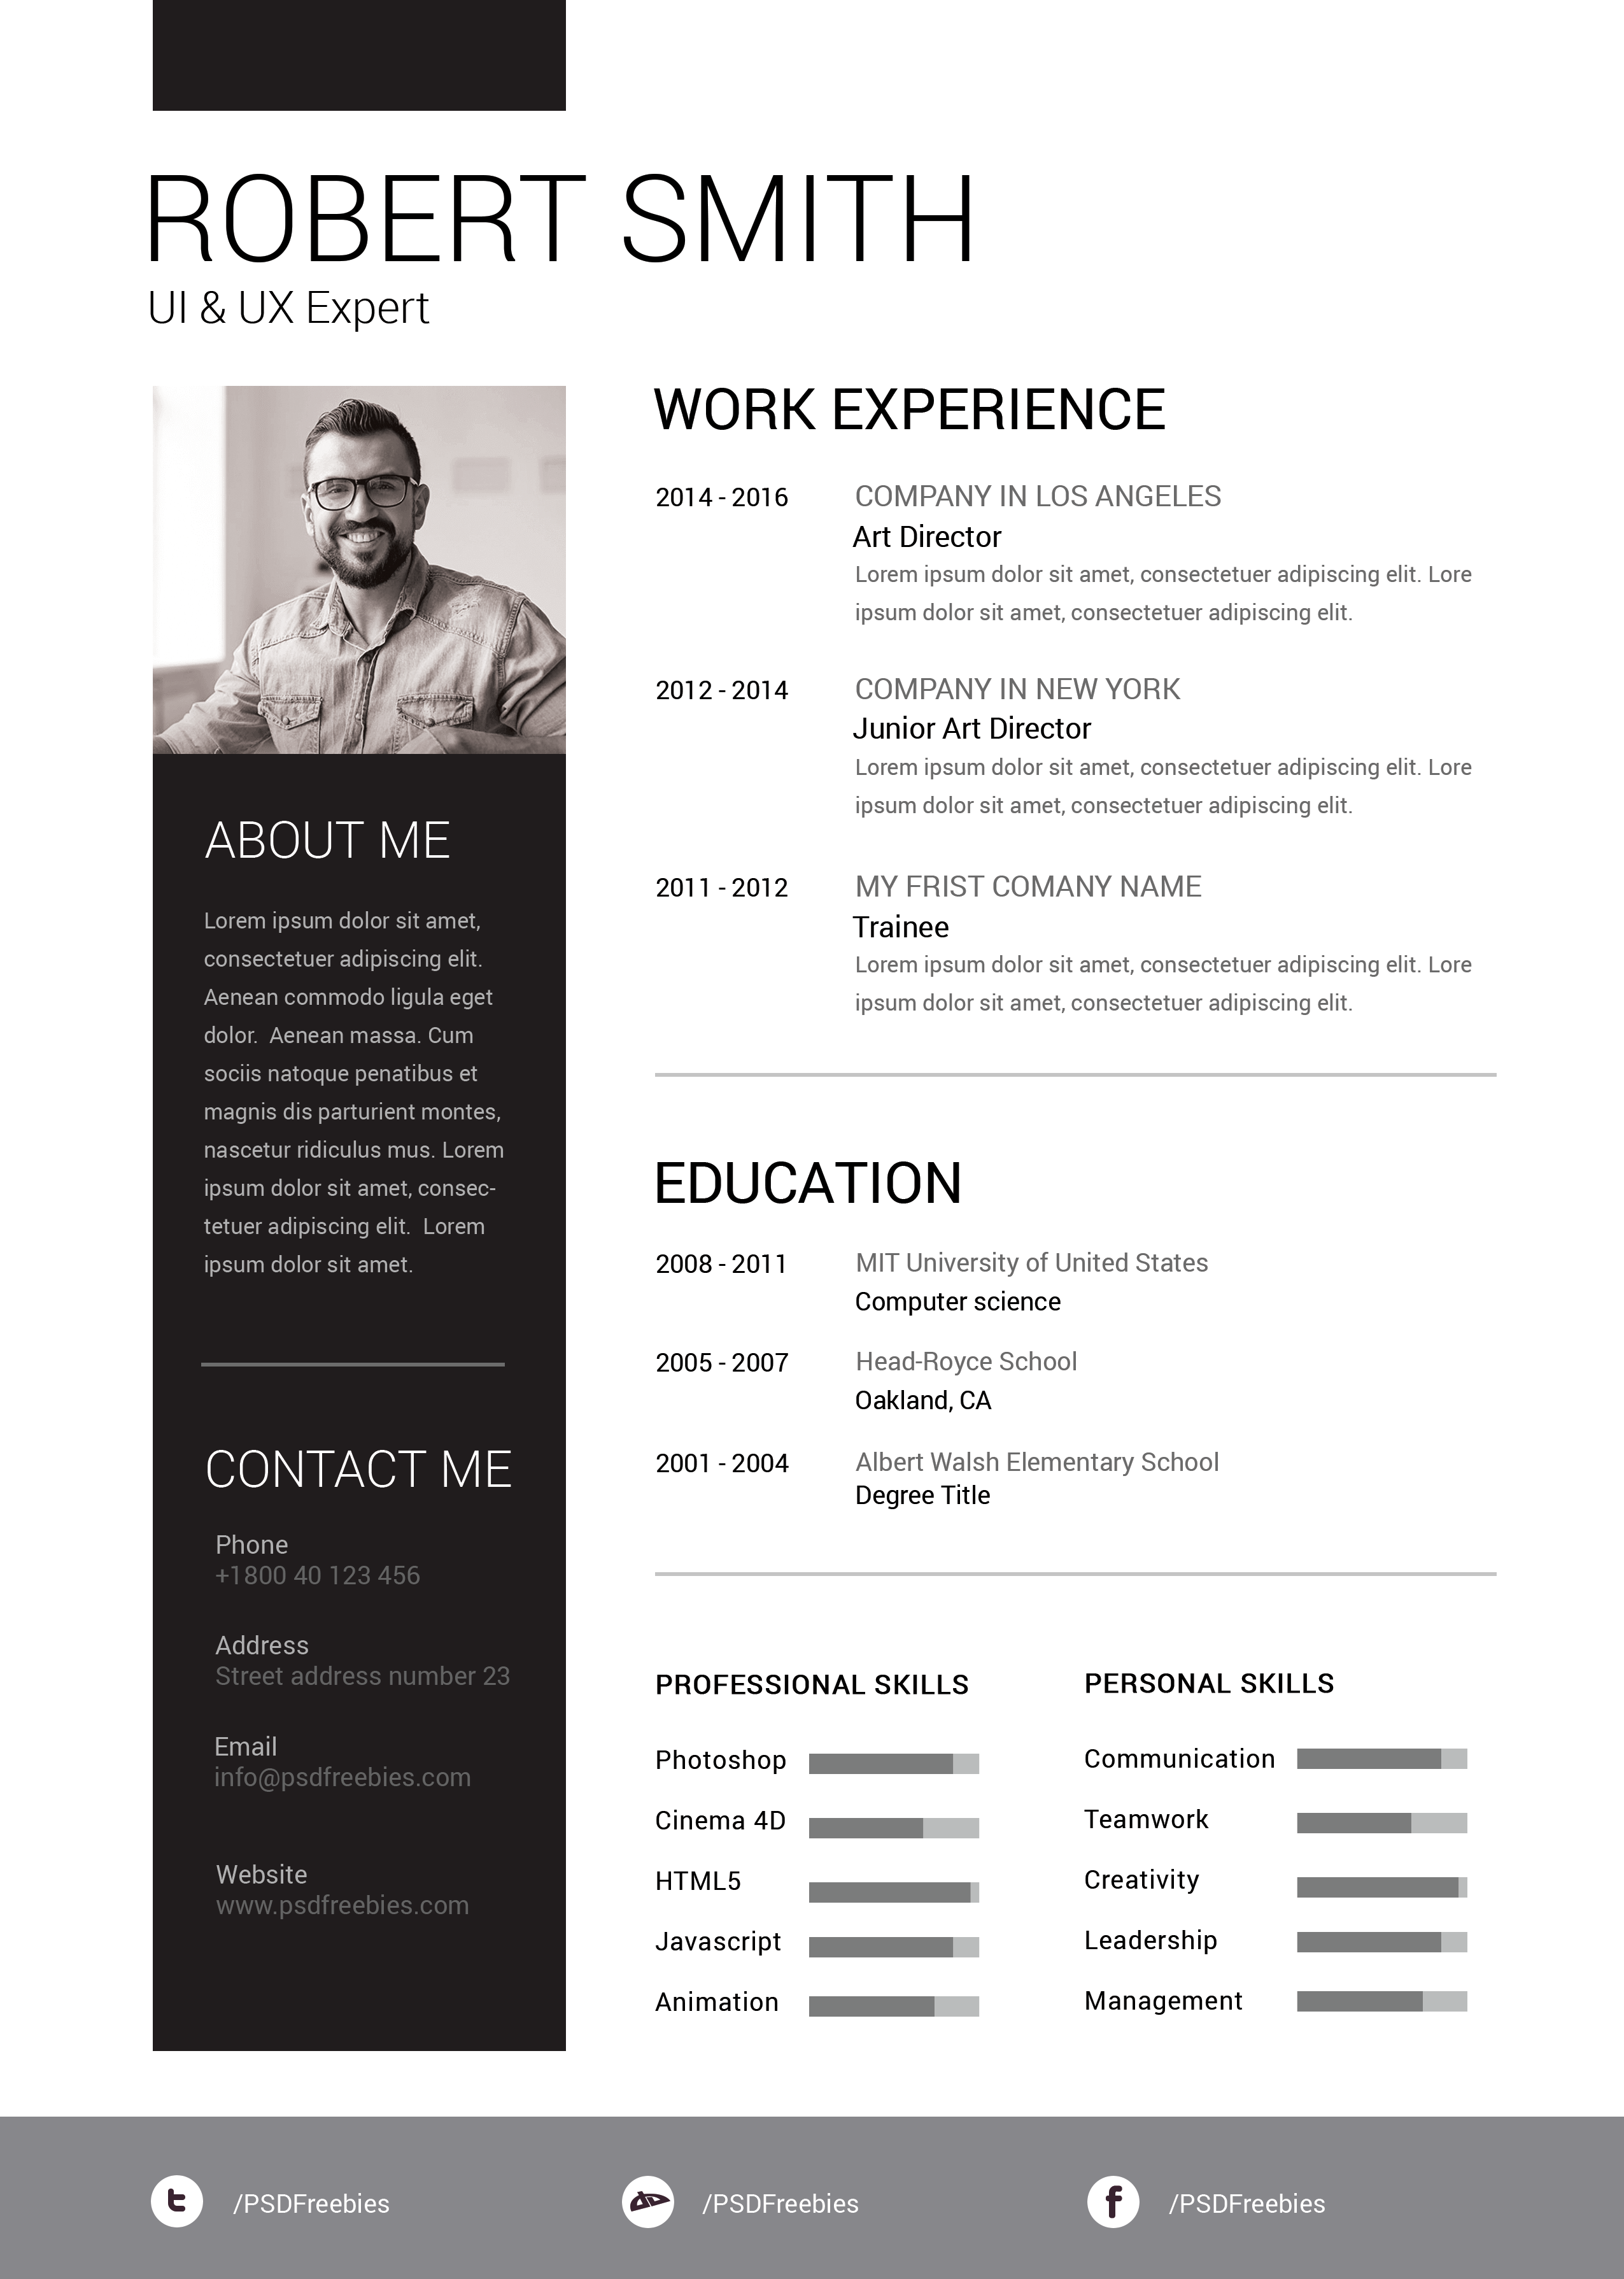 ROBERT SMITH
UI & UX Expert
ABOUT ME
Lorem ipsum dolor sit amet,
consectetuer adipiscing elit.
Aenean commodo ligula eget
dolor.  Aenean massa. Cum
sociis natoque penatibus et
magnis dis parturient montes,
nascetur ridiculus mus. Lorem
ipsum dolor sit amet, consec-
tetuer adipiscing elit.  Lorem
ipsum dolor sit amet.
CONTACT ME
Phone
+1800 40 123 456
Address
Street address number 23
Email
info@psdfreebies.com
Website
www.psdfreebies.com
WORK EXPERIENCE
2014 - 2016 COMPANY IN LOS ANGELES
Art Director
Lorem ipsum dolor sit amet, consectetuer adipiscing elit. Lore
ipsum dolor sit amet, consectetuer adipiscing elit.
2012 - 2014 COMPANY IN NEW YORK
Junior Art Director
Lorem ipsum dolor sit amet, consectetuer adipiscing elit. Lore
ipsum dolor sit amet, consectetuer adipiscing elit.
2011 - 2012 MY FRIST COMANY NAME
Trainee
Lorem ipsum dolor sit amet, consectetuer adipiscing elit. Lore
ipsum dolor sit amet, consectetuer adipiscing elit.
EDUCATION
2008 - 2011 MIT University of United States
Computer science
2005 - 2007 Head-Royce School
Oakland, CA
2001 - 2004 Albert Walsh Elementary School
Degree Title
PROFESSIONAL SKILLS
Photoshop
Cinema 4D
HTML5
Javascript
Animation
PERSONAL SKILLS
Communication
Teamwork
Creativity
Leadership
Management
/PSDFreebies
/PSDFreebies
/PSDFreebies